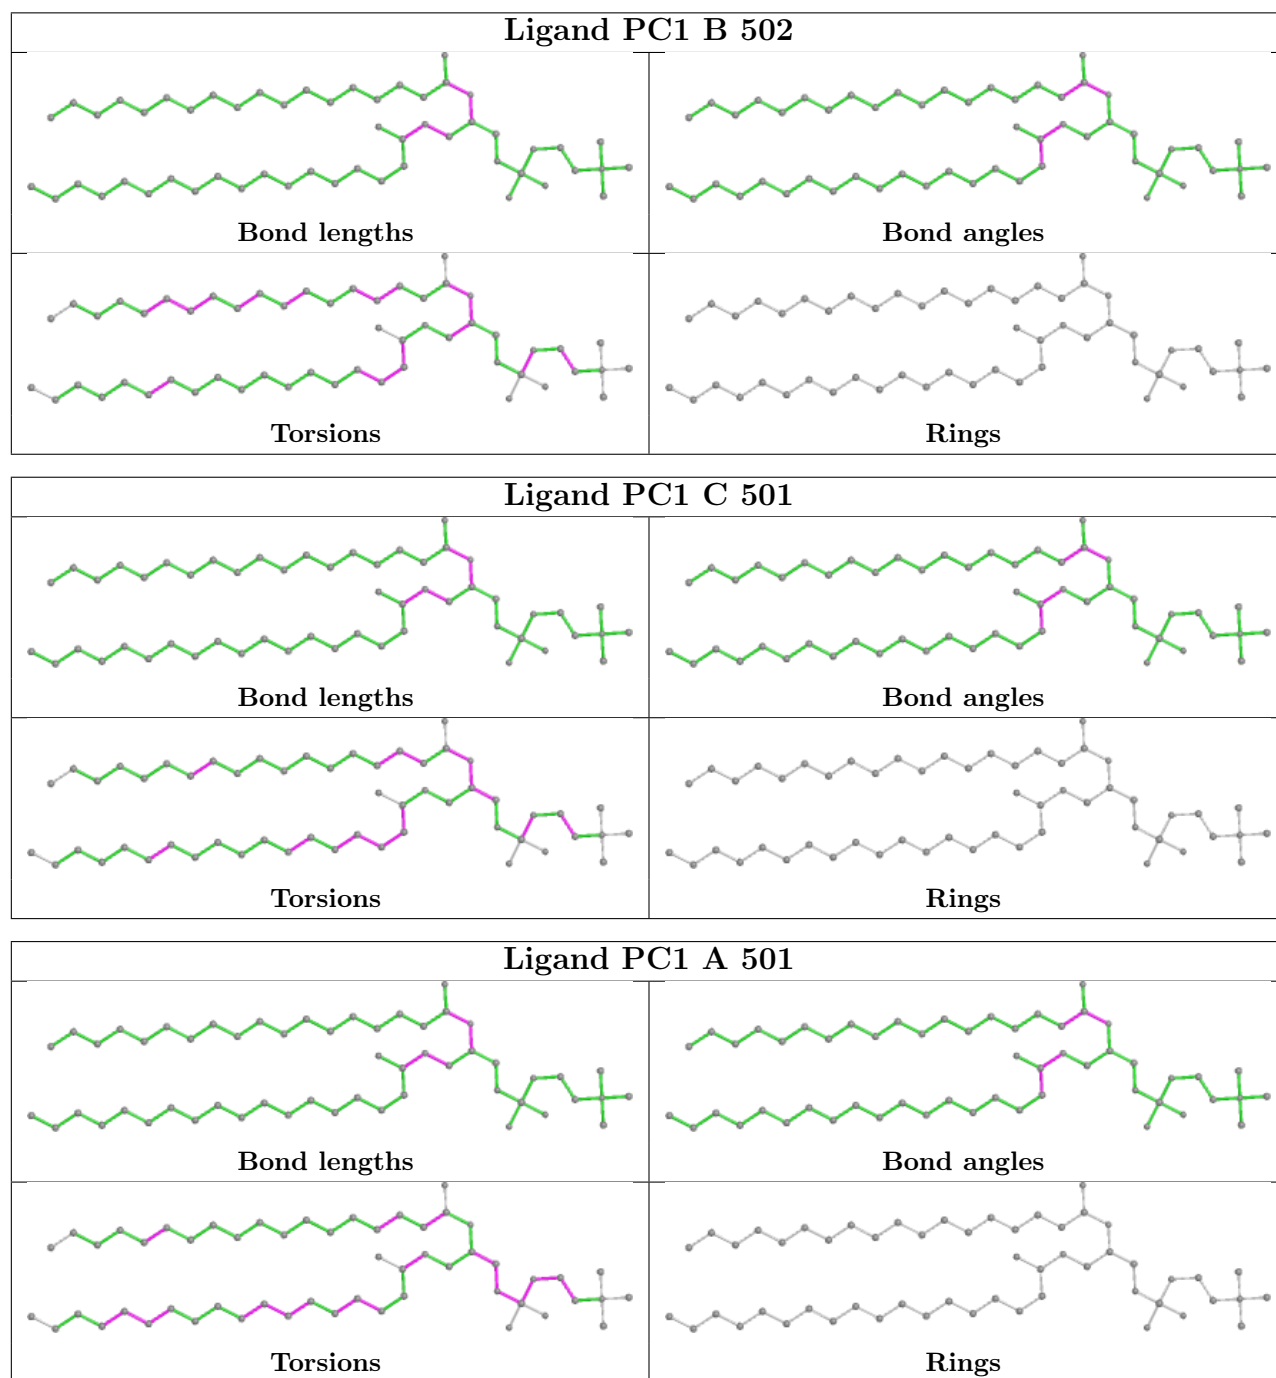 Ligand PC1 B 502
Bond lengths
Bond angles
Torsions
Rings
Ligand PC1 C 501
Bond lengths
Bond angles
Torsions
Rings
Ligand PC1 A 501
Bond lengths
Bond angles
Torsions
Rings